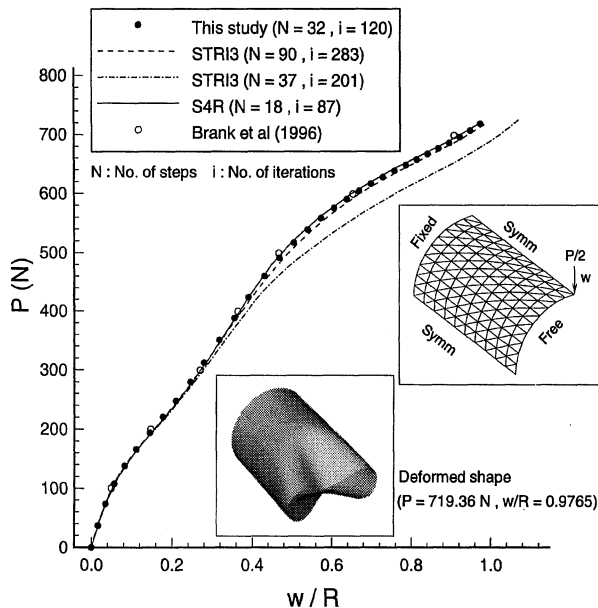 This study (N = 32 , i = 120)
STRI3 (N = 90 , i = 283)
STRI3 (N = 37 , i = 201)
S4R (N = 18 , i = 87)
Brank et al (1996)
N : No. of steps i : No. of iterations
800
700
600
500
400
300
200
100
0
P (N)
Fixed
Symm
P/2
w
Symm
Free
Deformed shape
(P = 719.36 N , w/R = 0.9765)
0.0 0.2 0.4 0.6 0.8 1.0
w / R